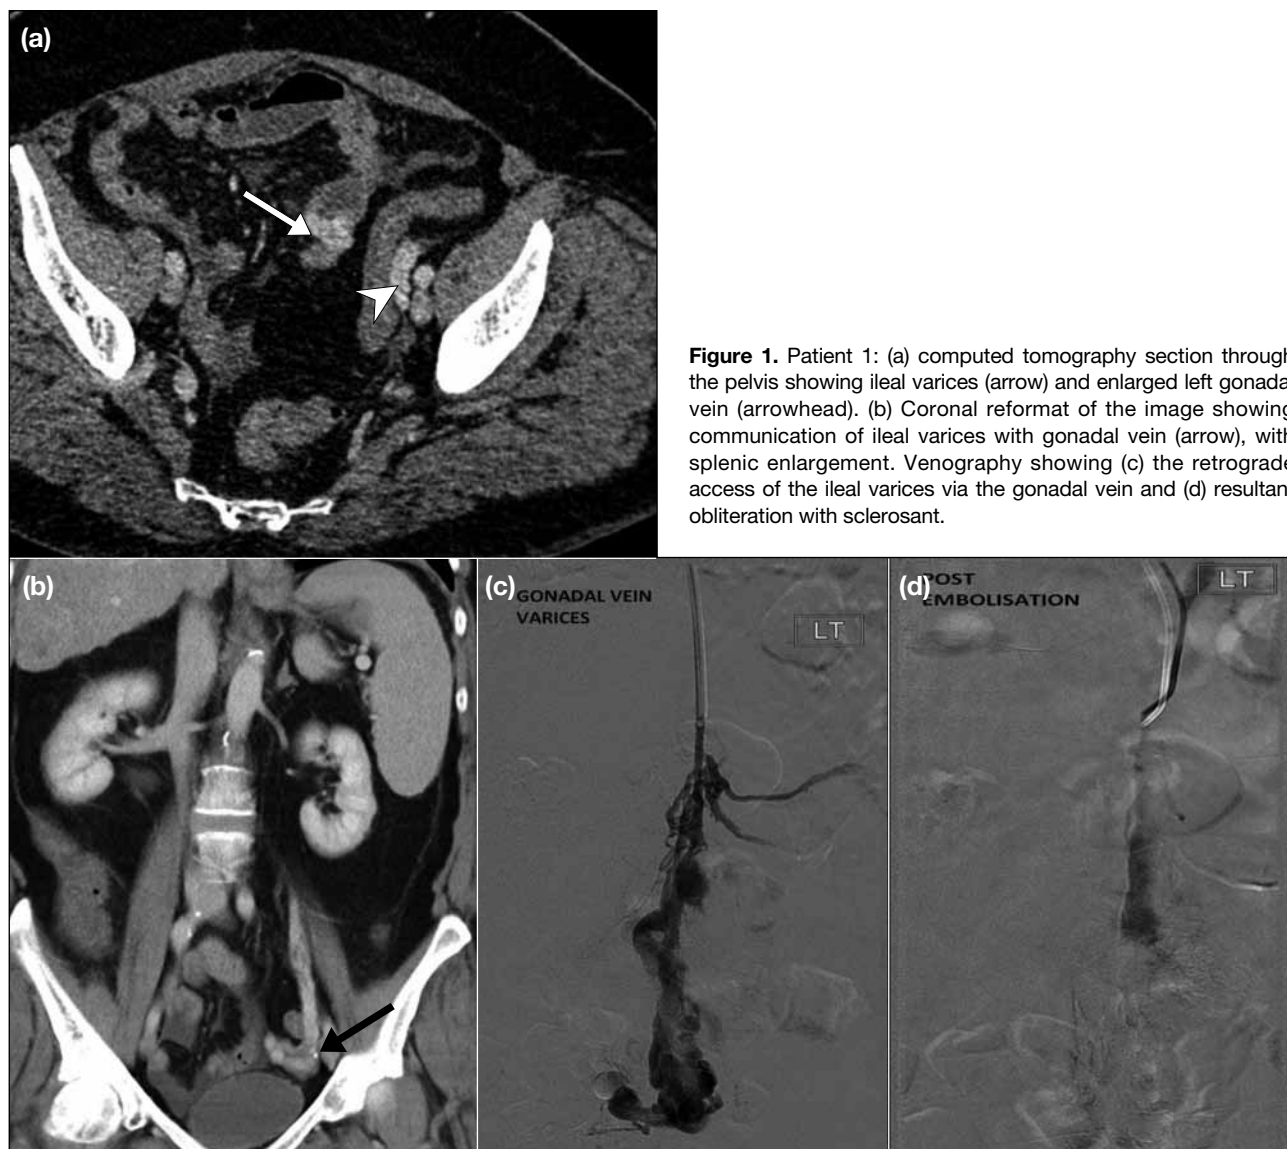 (a)
Figure 1. Patient 1: (a) computed tomography section through
the pelvis showing ileal varices (arrow) and enlarged left gonada
vein (arrowhead). (b) Coronal reformat of the image showing
communication of ileal varices with gonadal vein (arrow), with
splenic enlargement. Venography showing (c) the retrograde
access of the ileal varices via the gonadal vein and (d) resultan
obliteration with sclerosant.
(b)
(c)
GONADAL VEIN
VARICES
LT
(d)
POST
EMBOLISATION
LT